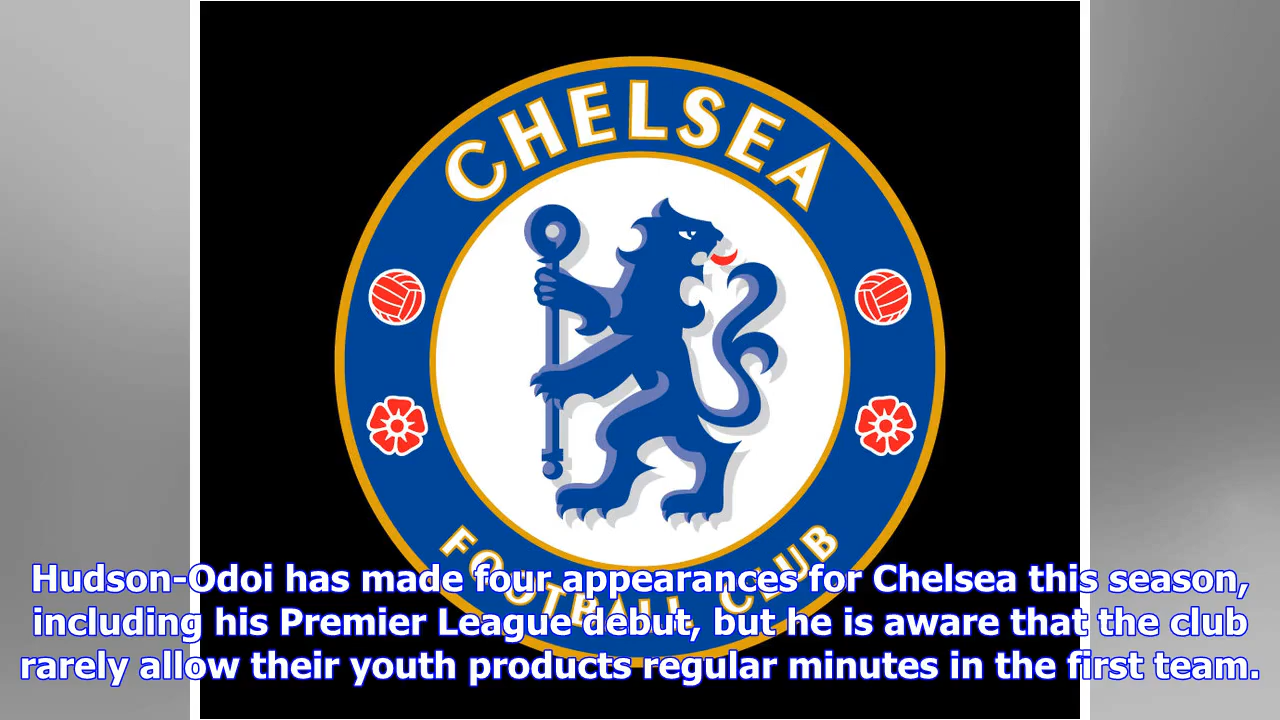 CHELSEA
FOOTBALL CLUB
Hudson-Odoi has made four appearances for Chelsea this season,
including his Premier League debut, but he is aware that the club
rarely allow their youth products regular minutes in the first team.